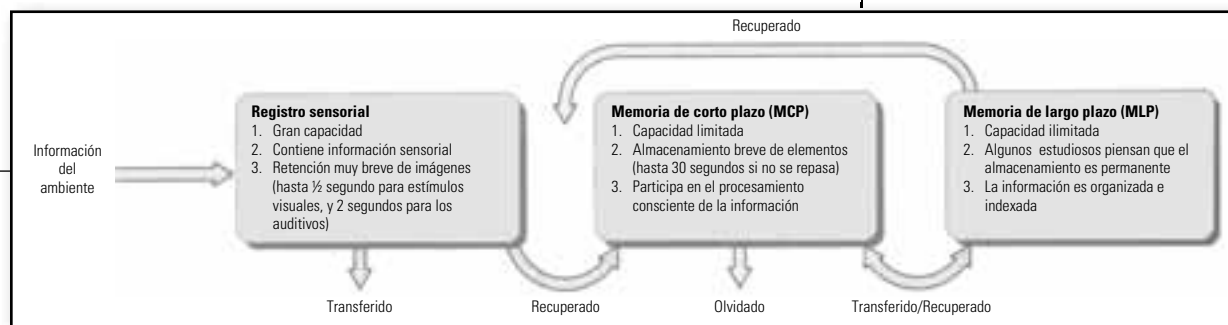 Recuperado
Información
del
ambiente
Registro sensorial
1. Gran capacidad
2. Contiene información sensorial
3. Retención muy breve de imágenes
(hasta ½ segundo para estímulos
visuales, y 2 segundos para los
auditivos)
Memoria de corto plazo (MCP)
1. Capacidad limitada
2. Almacenamiento breve de elementos
(hasta 30 segundos si no se repasa)
3. Participa en el procesamiento
consciente de la información
Memoria de largo plazo (MLP)
1. Capacidad ilimitada
2. Algunos estudiosos piensan que el
almacenamiento es permanente
3. La información es organizada e
indexada
Transferido
Recuperado
Olvidado
Transferido/Recuperado